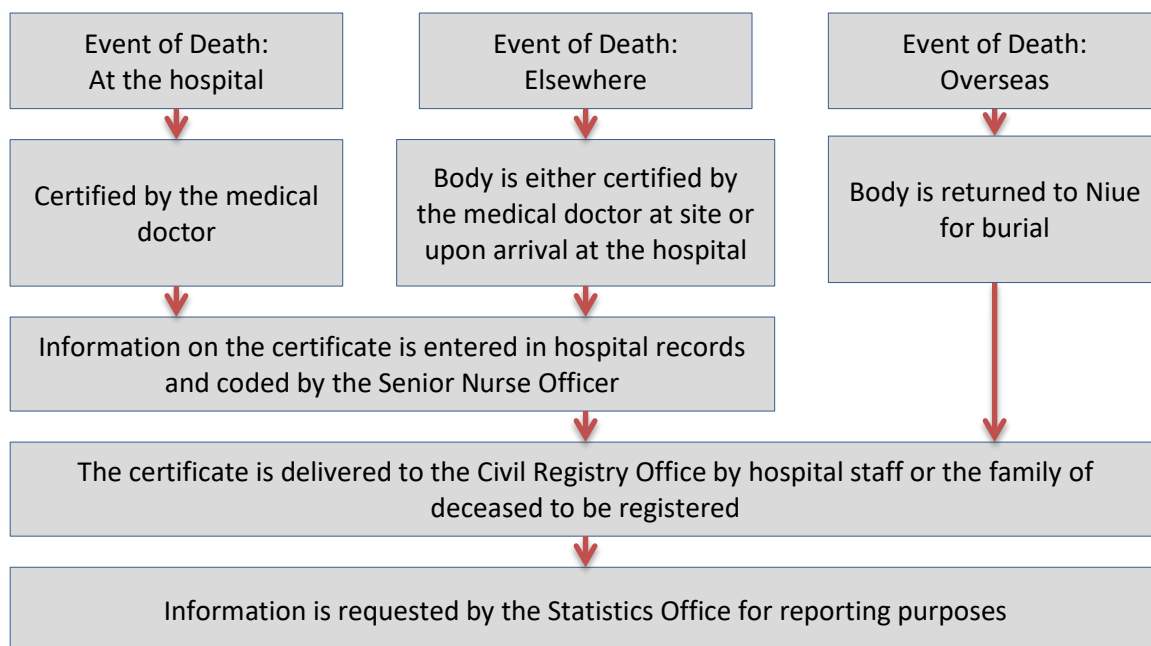 Event of Death:
At the hospital
Event of Death:
Elsewhere
Event of Death:
Overseas
Certified by the medical
doctor
Body is either certified by
the medical doctor at site or
upon arrival at the hospital
Body is returned to Niue
for burial
Information on the certificate is entered in hospital records
and coded by the Senior Nurse Officer
The certificate is delivered to the Civil Registry Office by hospital staff or the family of
deceased to be registered
Information is requested by the Statistics Office for reporting purposes